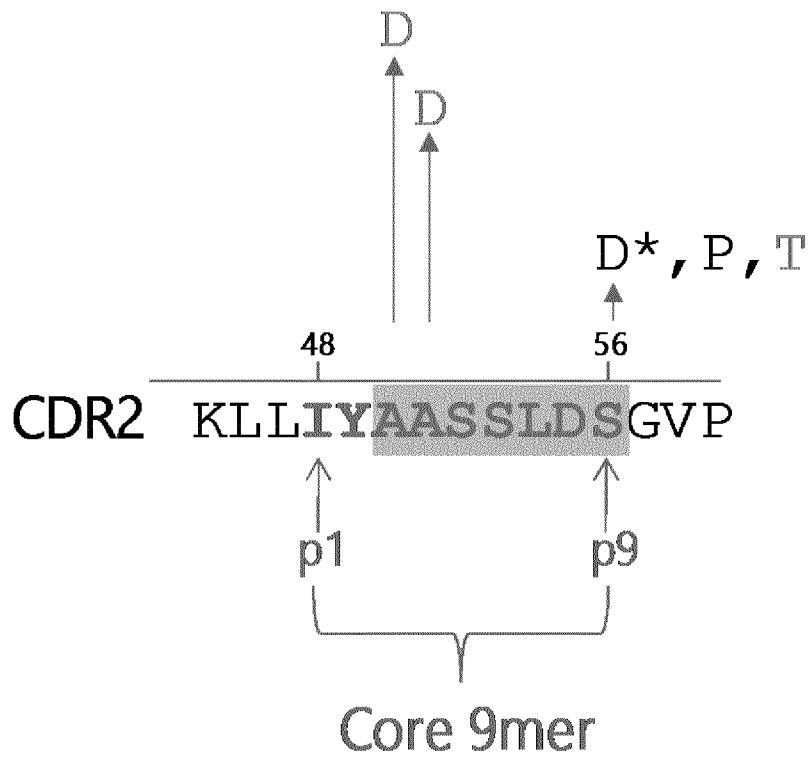 D
D
D*, P, T
48 56
CDR2 KLLIYAASSLDSGVP
p1 p9
Core 9mer